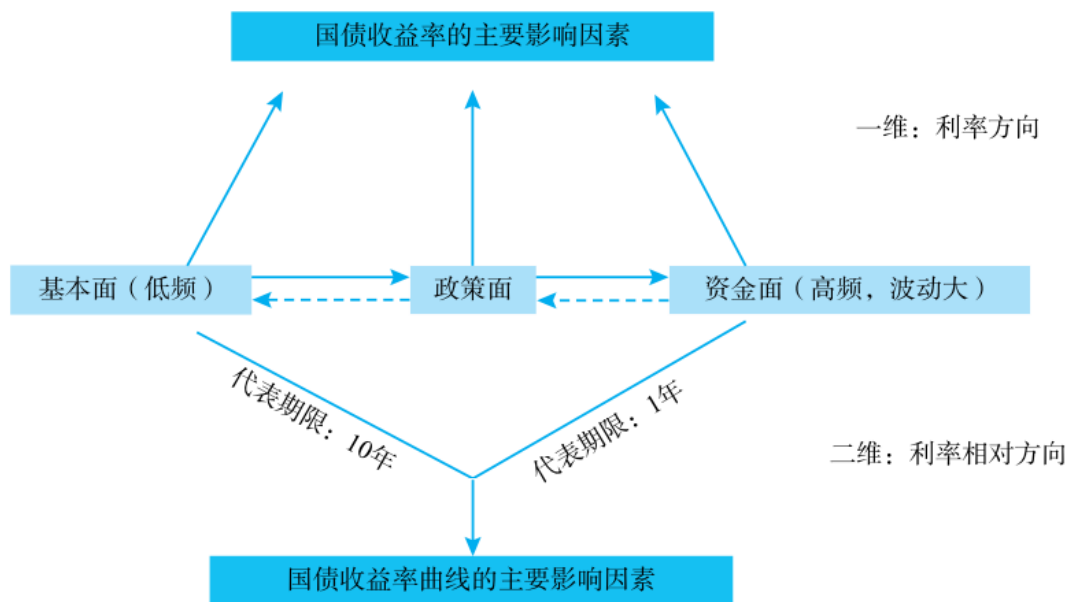 国债收益率的主要影响因素
一维：利率方向
基本面（低频）
政策面
资金面（高频，波动大）
代表期限：10年
代表期限：1年
二维：利率相对方向
国债收益率曲线的主要影响因素